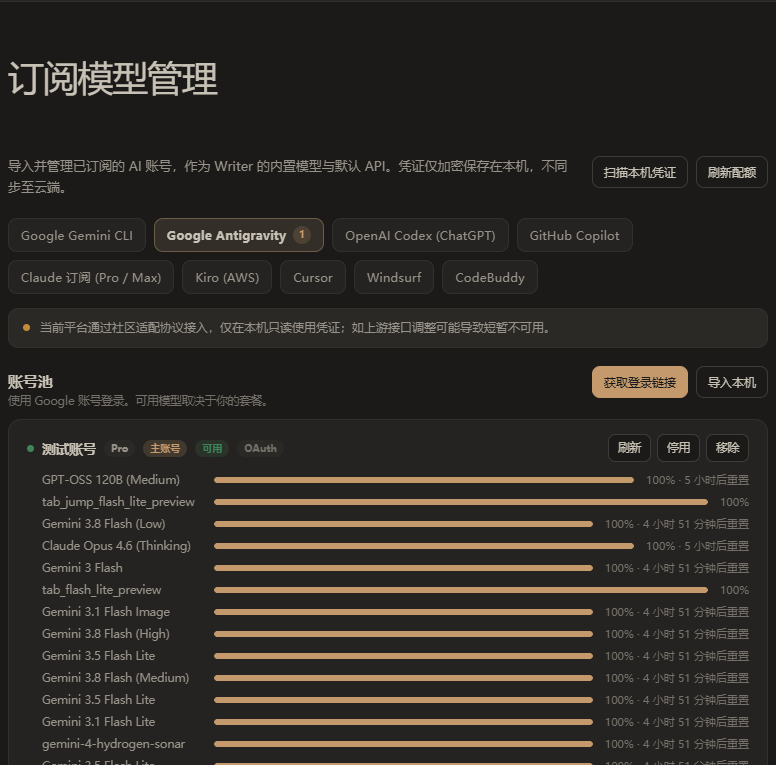 订阅模型管理
导入并管理已订阅的 AI 账号，作为 Writer 的内置模型与默认 API。凭证仅加密保存在本机，不同
步至云端。
扫描本机凭证 刷新配额
Google Gemini CLI Google Antigravity 1 OpenAI Codex (ChatGPT) GitHub Copilot
Claude 订阅 (Pro / Max) Kiro (AWS) Cursor Windsurf CodeBuddy
当前平台通过社区适配协议接入，仅在本机只读使用凭证；如上游接口调整可能导致短暂不可用。
账号池
使用 Google 账号登录。可用模型取决于你的套餐。
获取登录链接 导入本机
测试账号 Pro 主账号 可用 OAuth 刷新 停用 移除
GPT-OSS 120B (Medium) 100% · 5 小时后重置
tab_jump_flash_lite_preview 100%
Gemini 3.8 Flash (Low) 100% · 4 小时 51 分钟后重置
Claude Opus 4.6 (Thinking) 100% · 5 小时后重置
Gemini 3 Flash 100% · 4 小时 51 分钟后重置
tab_flash_lite_preview 100%
Gemini 3.1 Flash Image 100% · 4 小时 51 分钟后重置
Gemini 3.8 Flash (High) 100% · 4 小时 51 分钟后重置
Gemini 3.5 Flash Lite 100% · 4 小时 51 分钟后重置
Gemini 3.8 Flash (Medium) 100% · 4 小时 51 分钟后重置
Gemini 3.5 Flash Lite 100% · 4 小时 51 分钟后重置
Gemini 3.1 Flash Lite 100% · 4 小时 51 分钟后重置
gemini-4-hydrogen-sonar 100% · 4 小时 51 分钟后重置